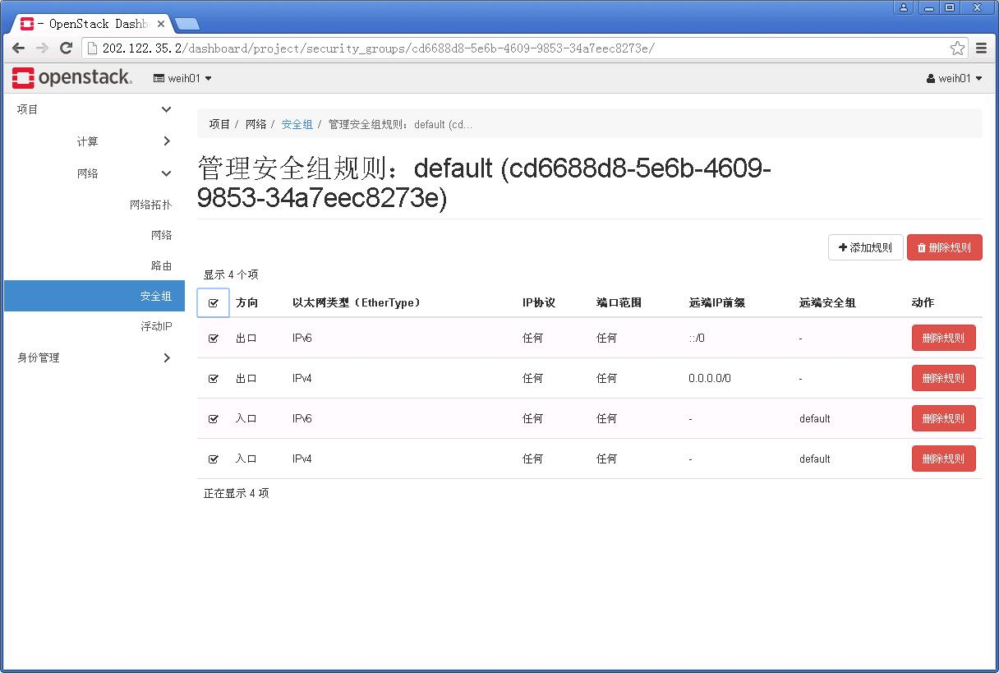 - OpenStack Dashb
202.122.35.2/dashboard/project/security_groups/cd6688d8-5e6b-4609-9853-34a7eec8273e/
openstack.
weih01
weih01
项目
计算
网络
网络拓扑
网络
路由
安全组
浮动IP
身份管理
项目 / 网络 / 安全组 / 管理安全组规则：default (cd...
管理安全组规则：default (cd6688d8-5e6b-4609-
9853-34a7eec8273e)
添加规则
删除规则
显示 4 个项
方向 以太网类型（EtherType） IP协议 端口范围 远端IP前缀 远端安全组 动作
出口 IPv6 任何 任何 ::/0 - 删除规则
出口 IPv4 任何 任何 0.0.0.0/0 - 删除规则
入口 IPv6 任何 任何 - default 删除规则
入口 IPv4 任何 任何 - default 删除规则
正在显示 4 项